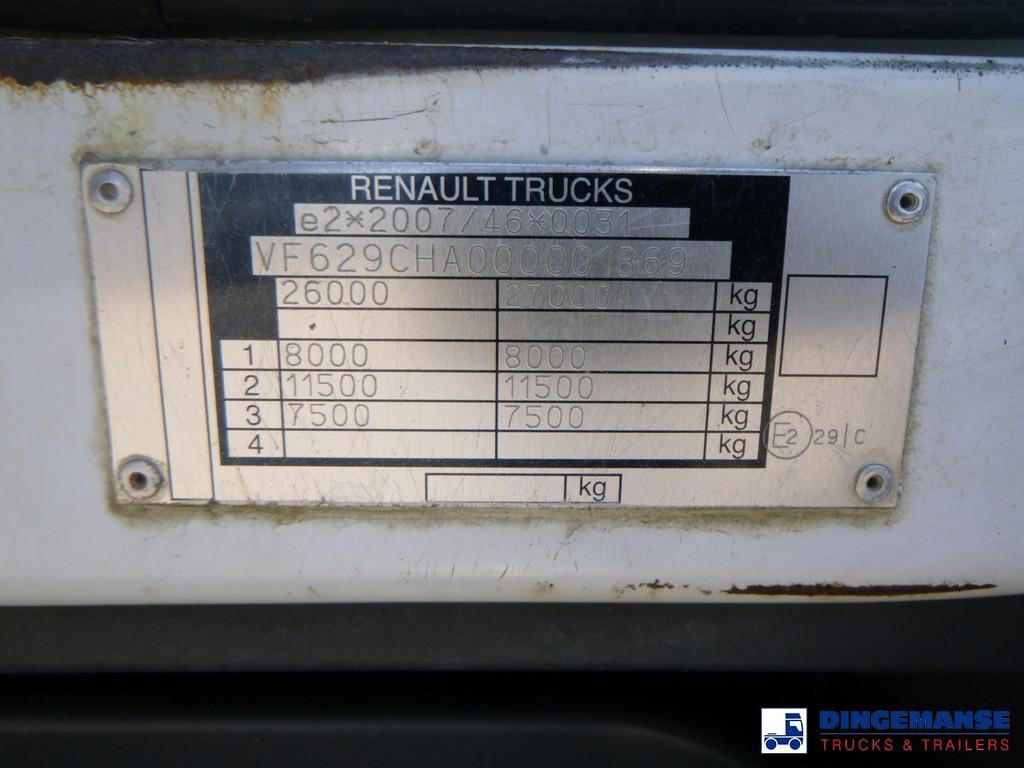 RENAULT TRUCKS
e2*2007/46*0031
VF629CHA000001869
26000 27000 kg
kg
1 8000 8000 kg
2 11500 11500 kg
3 7500 7500 kg
4 kg
E2 29/C
kg
DINGEMANSE
TRUCKS & TRAILERS